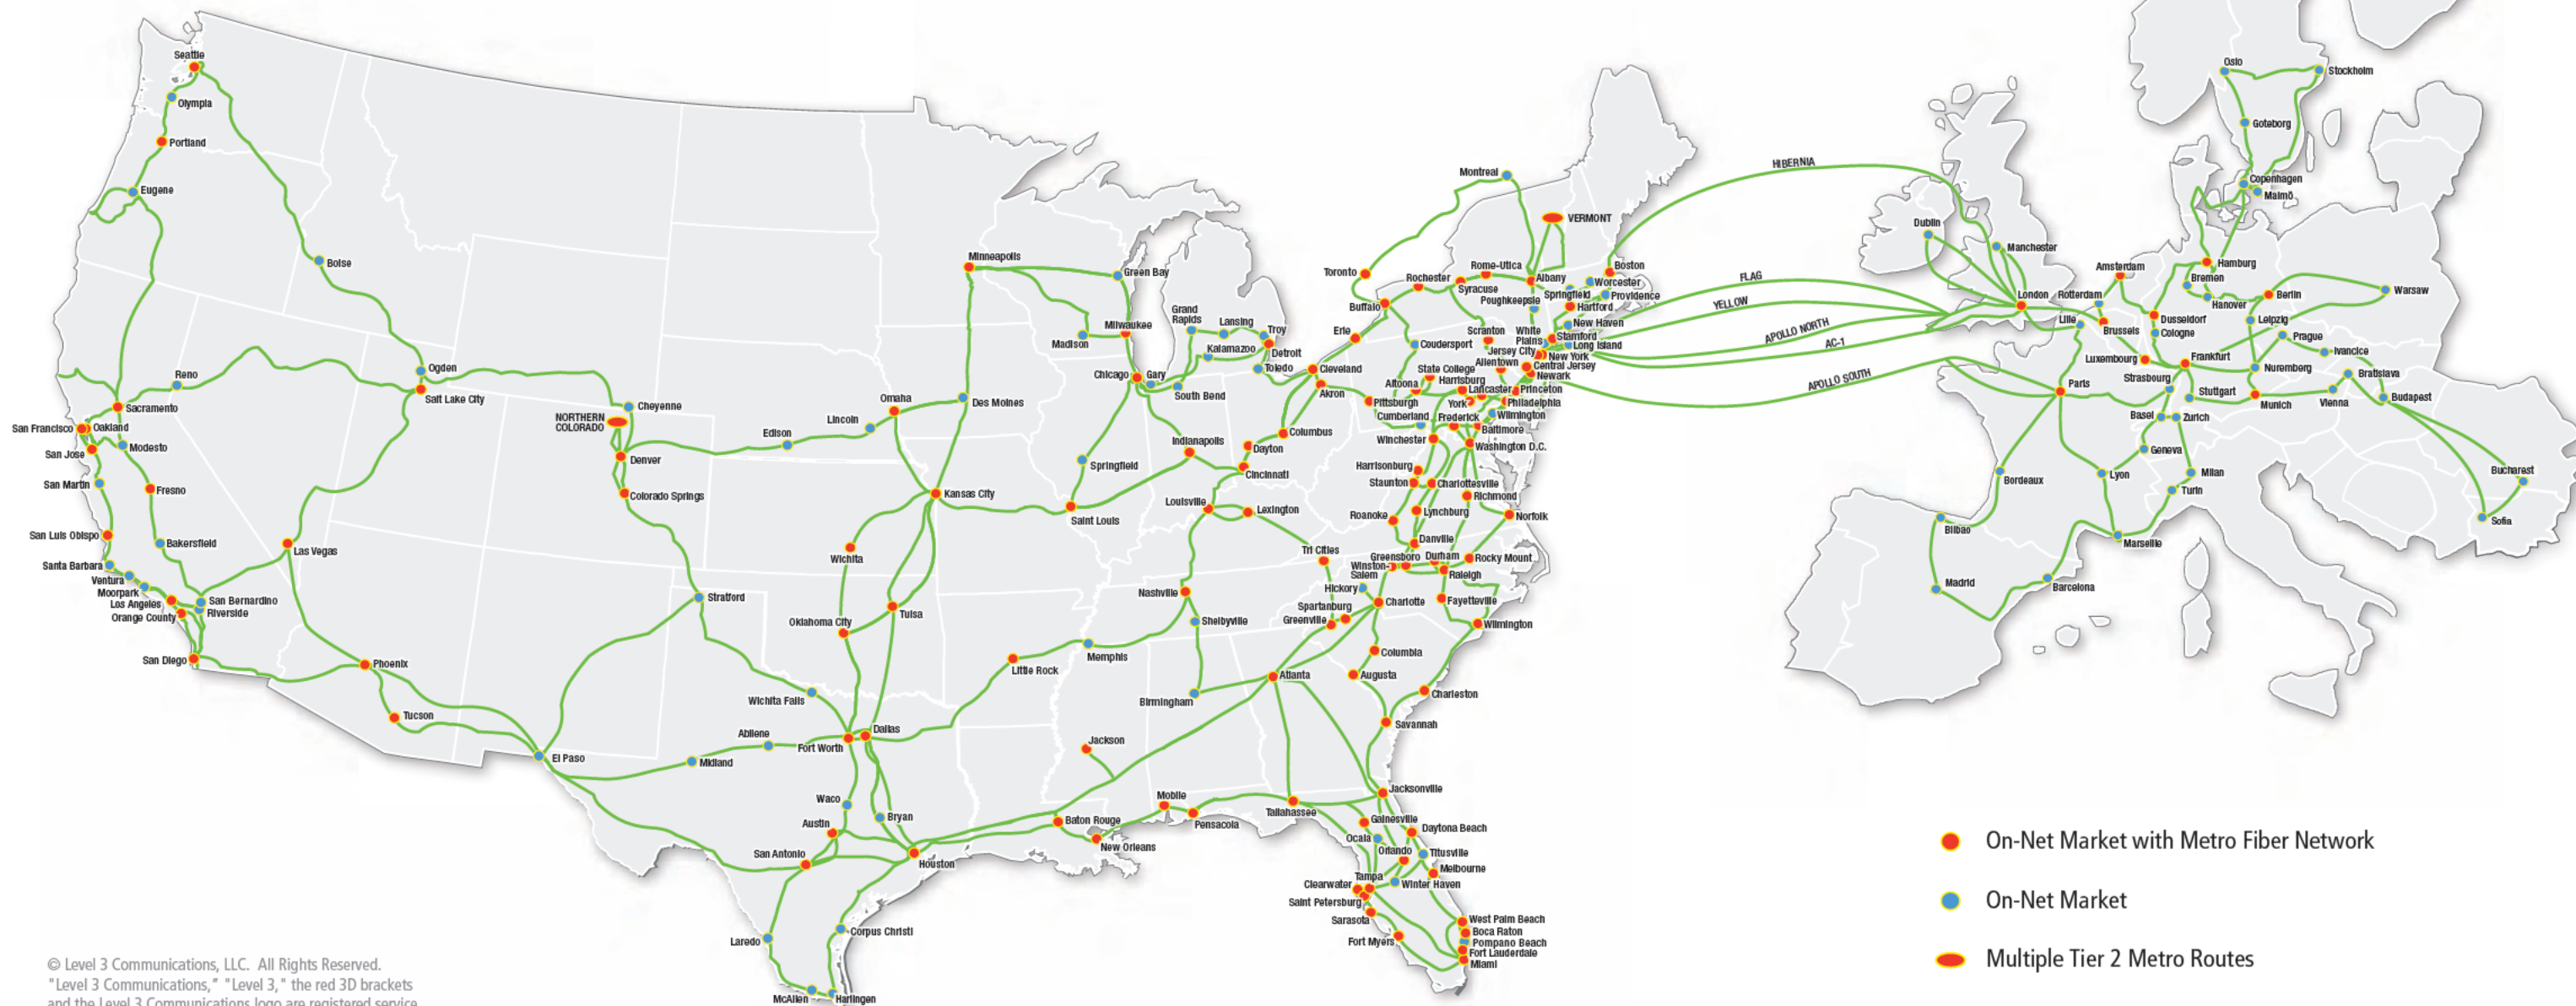 Seattle
Olympia
Portland
Eugene
Boise
Reno
Ogden
Salt Lake City
Sacramento
San Francisco
Oakland
San Jose
Modesto
San Martin
Fresno
San Luis Obispo
Bakersfield
Las Vegas
Santa Barbara
Ventura
Moorpark
Los Angeles
Orange County
San Bernardino
Riverside
San Diego
Phoenix
Tucson
El Paso
NORTHERN
COLORADO
Cheyenne
Denver
Colorado Springs
Edison
Lincoln
Omaha
Des Moines
Minneapolis
Green Bay
Madison
Milwaukee
Chicago
Gary
South Bend
Grand
Rapids
Lansing
Troy
Kalamazoo
Detroit
Toledo
Springfield
Indianapolis
Dayton
Columbus
Cincinnati
Cleveland
Akron
Kansas City
Saint Louis
Louisville
Lexington
Wichita
Stratford
Oklahoma City
Tulsa
Nashville
Shelbyville
Little Rock
Memphis
Birmingham
Wichita Falls
Abilene
Fort Worth
Dallas
Midland
Jackson
Waco
Austin
Bryan
San Antonio
Houston
Baton Rouge
New Orleans
Mobile
Pensacola
Laredo
Corpus Christi
McAllen
Harlingen
Montreal
VERMONT
Toronto
Rochester
Rome-Utica
Albany
Boston
Worcester
Syracuse
Springfield
Providence
Poughkeepsie
Hartford
Buffalo
New Haven
Erie
Scranton
White
Plains
Stamford
Long Island
Coudersport
Jersey City
New York
Allentown
Central Jersey
Newark
State College
Altoona
Harrisburg
Lancaster
Princeton
Pittsburgh
York
Philadelphia
Cumberland
Frederick
Wilmington
Baltimore
Winchester
Washington D.C.
Harrisonburg
Staunton
Charlottesville
Richmond
Roanoke
Lynchburg
Norfolk
Danville
Tri Cities
Greensboro
Durham
Rocky Mount
Winston-
Salem
Raleigh
Hickory
Spartanburg
Charlotte
Fayetteville
Greenville
Wilmington
Columbia
Atlanta
Augusta
Charleston
Savannah
Jacksonville
Tallahassee
Gainesville
Daytona Beach
Ocala
Orlando
Titusville
Melbourne
Tampa
Clearwater
Winter Haven
Saint Petersburg
Sarasota
Fort Myers
West Palm Beach
Boca Raton
Pompano Beach
Fort Lauderdale
Miami
HIBERNIA
FLAG
YELLOW
APOLLO NORTH
AC-1
APOLLO SOUTH
Oslo
Stockholm
Goteborg
Copenhagen
Malmö
Dublin
Manchester
London
Amsterdam
Hamburg
Bremen
Rotterdam
Hanover
Berlin
Warsaw
Lille
Brussels
Dusseldorf
Cologne
Leipzig
Prague
Ivancice
Luxembourg
Frankfurt
Nuremberg
Bratislava
Strasbourg
Stuttgart
Paris
Munich
Vienna
Budapest
Basel
Zurich
Geneva
Milan
Turin
Lyon
Bordeaux
Bilbao
Madrid
Barcelona
Marseille
Bucharest
Sofia
On-Net Market with Metro Fiber Network
On-Net Market
Multiple Tier 2 Metro Routes
© Level 3 Communications, LLC. All Rights Reserved.
"Level 3 Communications," "Level 3," the red 3D brackets
and the Level 3 Communications logo are registered service